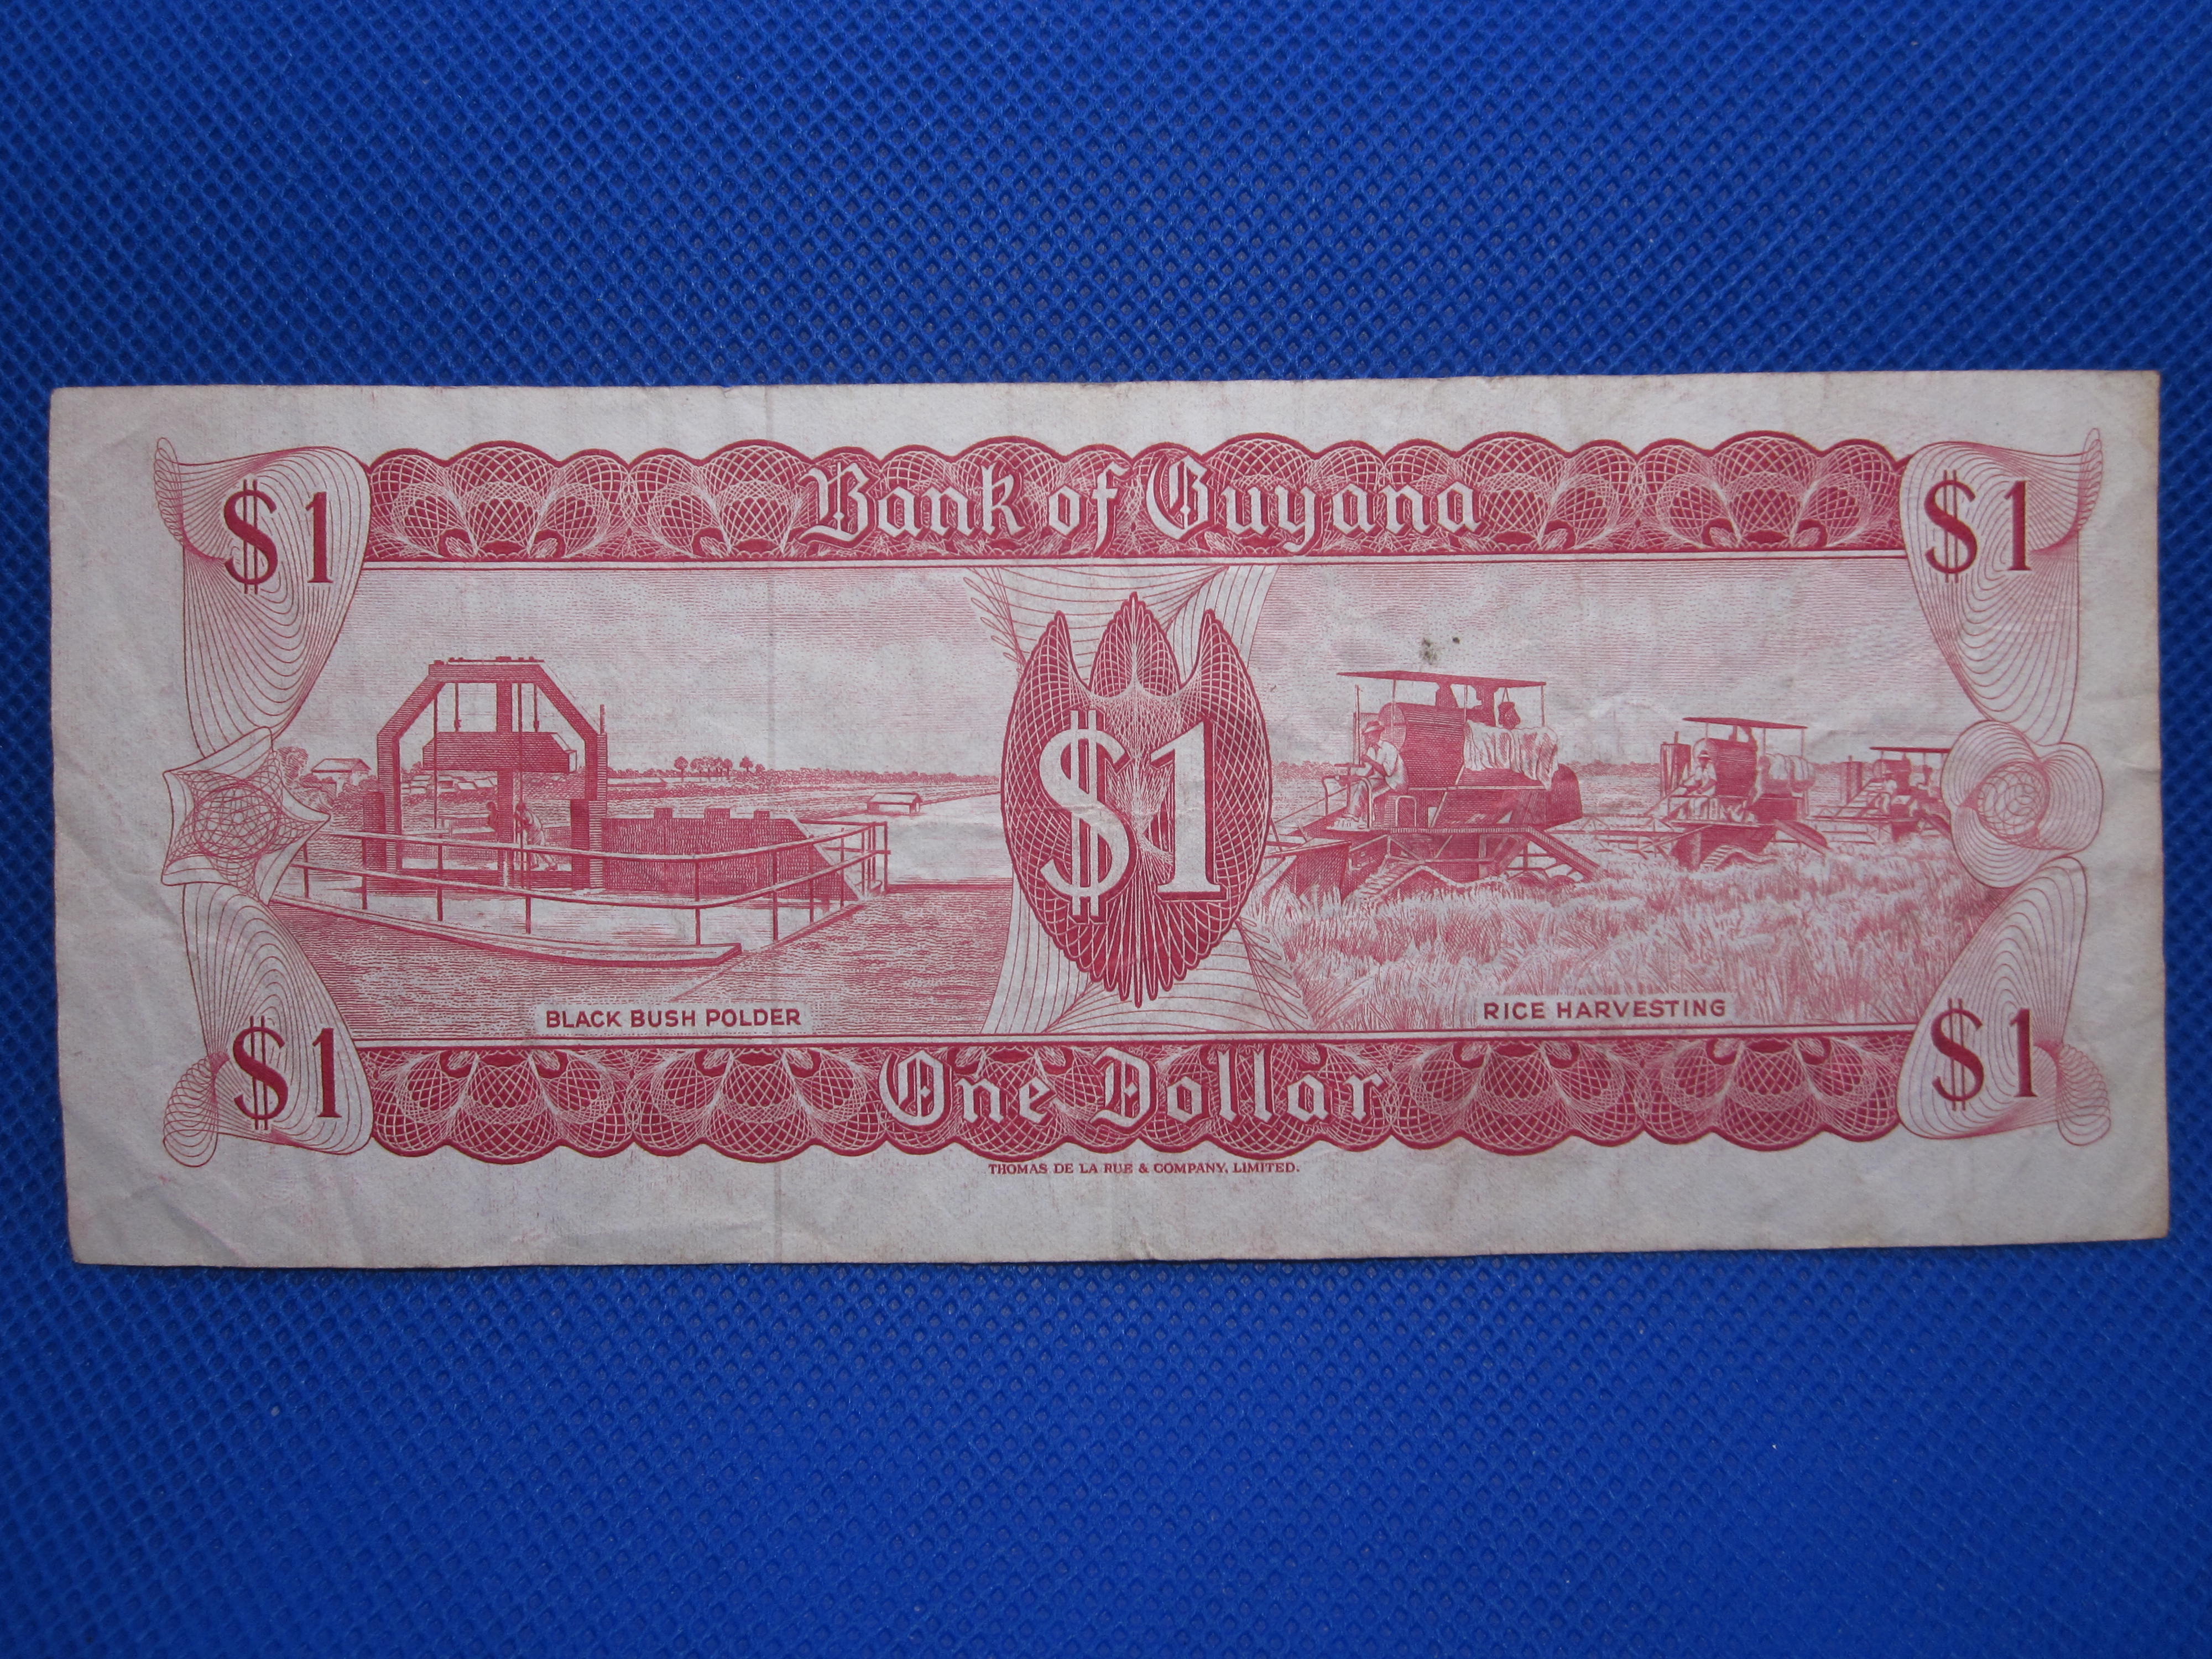 Bank of Guyana
$1
$1
$1
BLACK BUSH POLDER
RICE HARVESTING
$1
$1
One Dollar
THOMAS DE LA RUE & COMPANY, LIMITED.